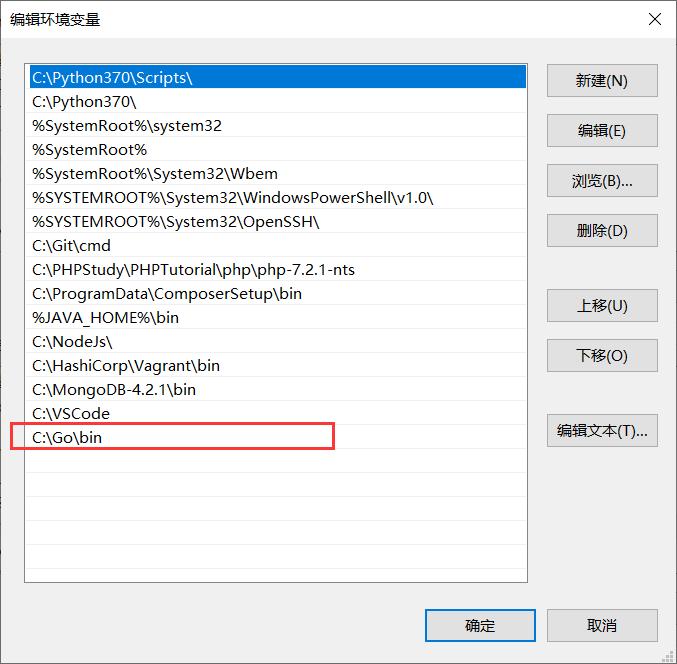 编辑环境变量
C:\Python370\Scripts\
C:\Python370\
%SystemRoot%\system32
%SystemRoot%
%SystemRoot%\System32\Wbem
%SYSTEMROOT%\System32\WindowsPowerShell\v1.0\
%SYSTEMROOT%\System32\OpenSSH\
C:\Git\cmd
C:\PHPStudy\PHPTutorial\php\php-7.2.1-nts
C:\ProgramData\ComposerSetup\bin
%JAVA_HOME%\bin
C:\NodeJs\
C:\HashiCorp\Vagrant\bin
C:\MongoDB-4.2.1\bin
C:\VSCode
C:\Go\bin
新建(N)
编辑(E)
浏览(B)...
删除(D)
上移(U)
下移(O)
编辑文本(T)...
确定
取消